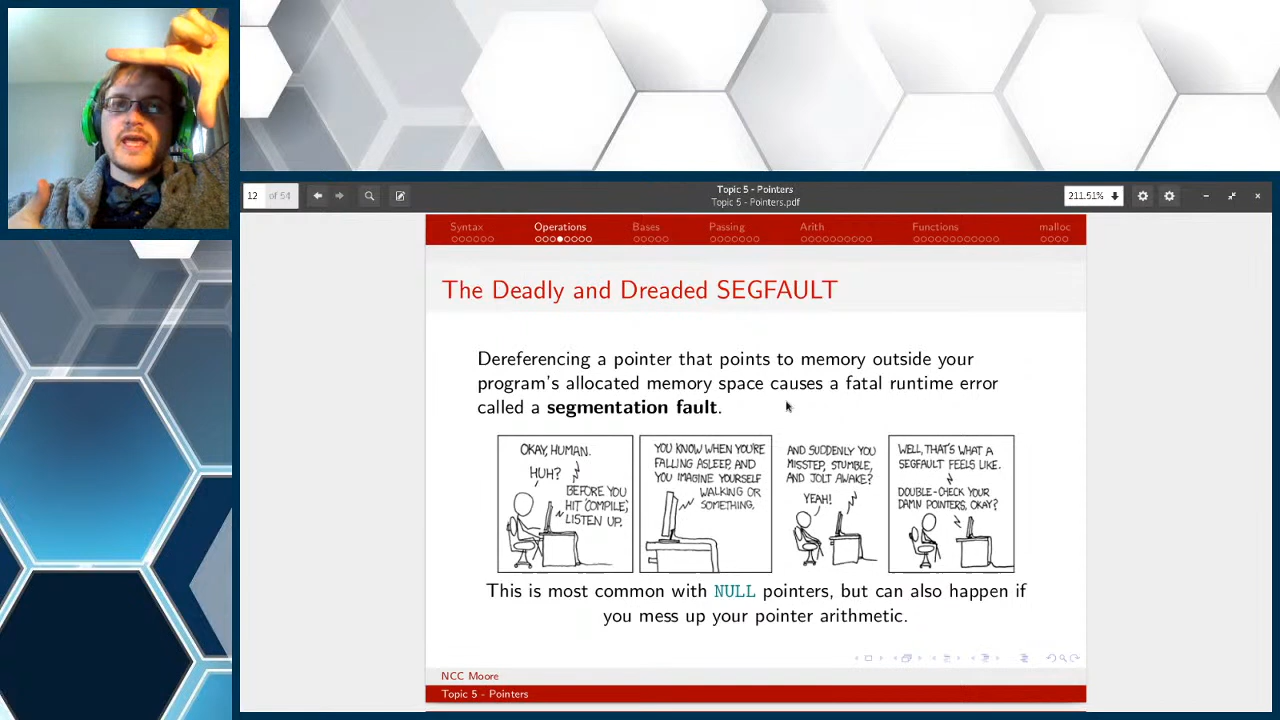 Topic 5 - Pointers
Topic 5 - Pointers.pdf
12 of 54
211.51%
Syntax Operations Bases Passing Arith Functions malloc
The Deadly and Dreaded SEGFAULT
Dereferencing a pointer that points to memory outside your
program's allocated memory space causes a fatal runtime error
called a segmentation fault.
OKAY, HUMAN.
HUH?
BEFORE YOU
HIT 'COMPILE,'
LISTEN UP.
YOU KNOW WHEN YOU'RE
FALLING ASLEEP, AND
YOU IMAGINE YOURSELF
WALKING OR
SOMETHING,
AND SUDDENLY YOU
MISSTEP, STUMBLE,
AND JOLT AWAKE?
YEAH!
WELL, THAT'S WHAT A
SEGFAULT FEELS LIKE.
DOUBLE-CHECK YOUR
DAMN POINTERS, OKAY?
This is most common with NULL pointers, but can also happen if
you mess up your pointer arithmetic.
NCC Moore
Topic 5 - Pointers